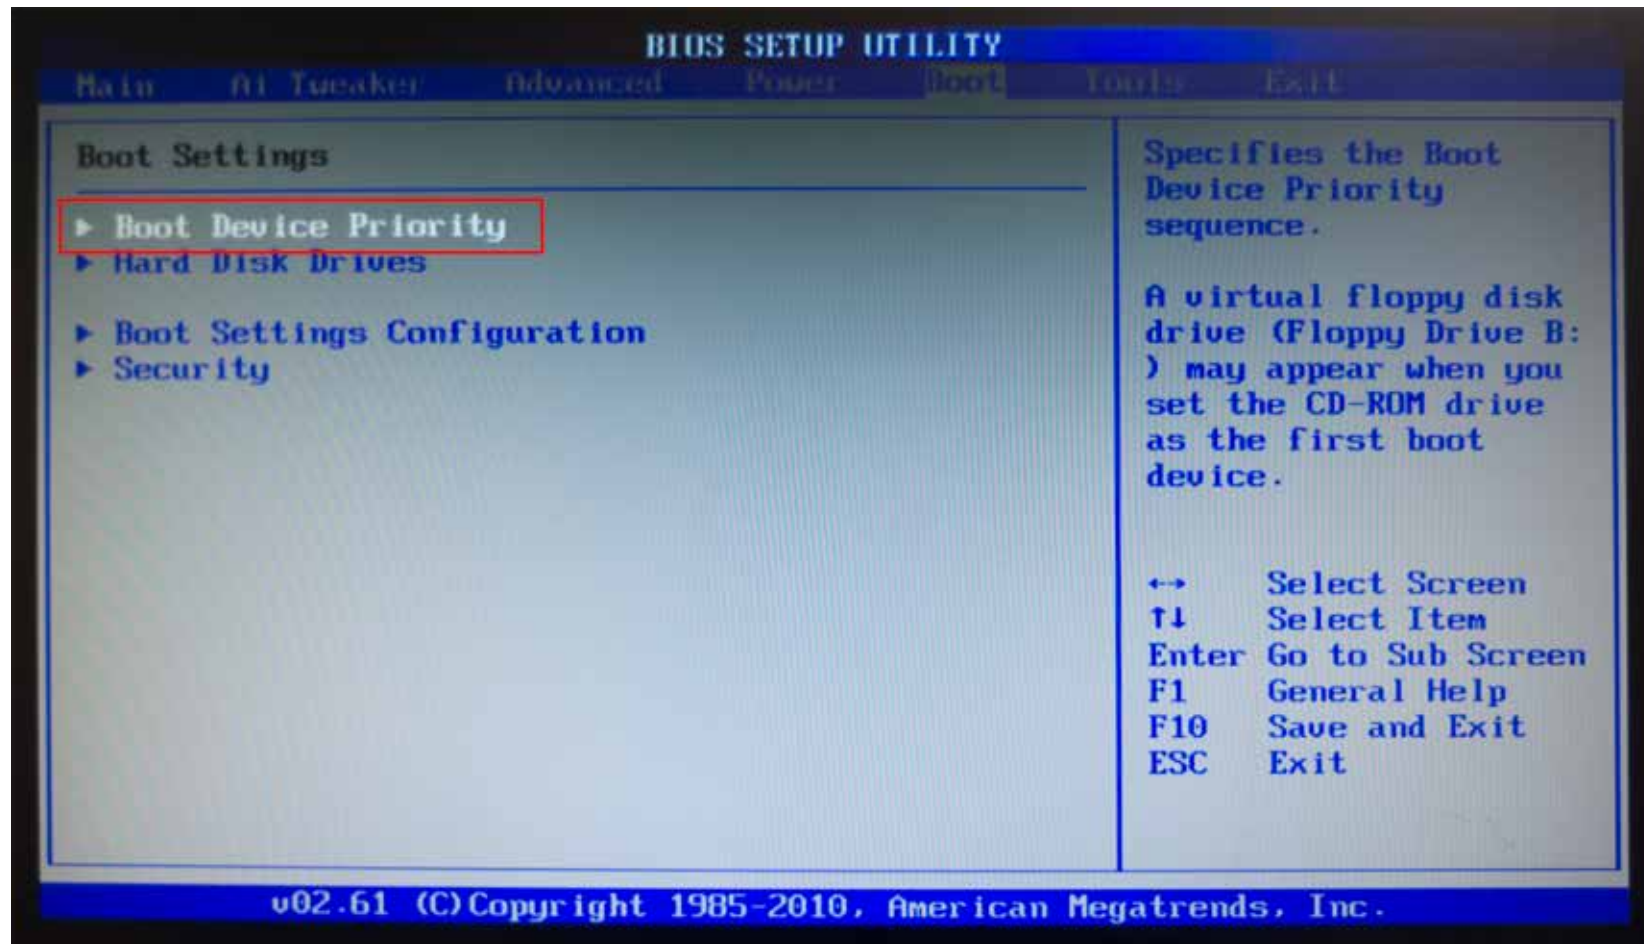 BIOS SETUP UTILITY
Main Ai Tweaker Advanced Power Boot Tools Exit
Boot Settings
► Boot Device Priority
► Hard Disk Drives
► Boot Settings Configuration
► Security
Specifies the Boot
Device Priority
sequence.
A virtual floppy disk
drive (Floppy Drive B:
) may appear when you
set the CD-ROM drive
as the first boot
device.
←→ Select Screen
↑↓ Select Item
Enter Go to Sub Screen
F1 General Help
F10 Save and Exit
ESC Exit
v02.61 (C)Copyright 1985-2010, American Megatrends, Inc.